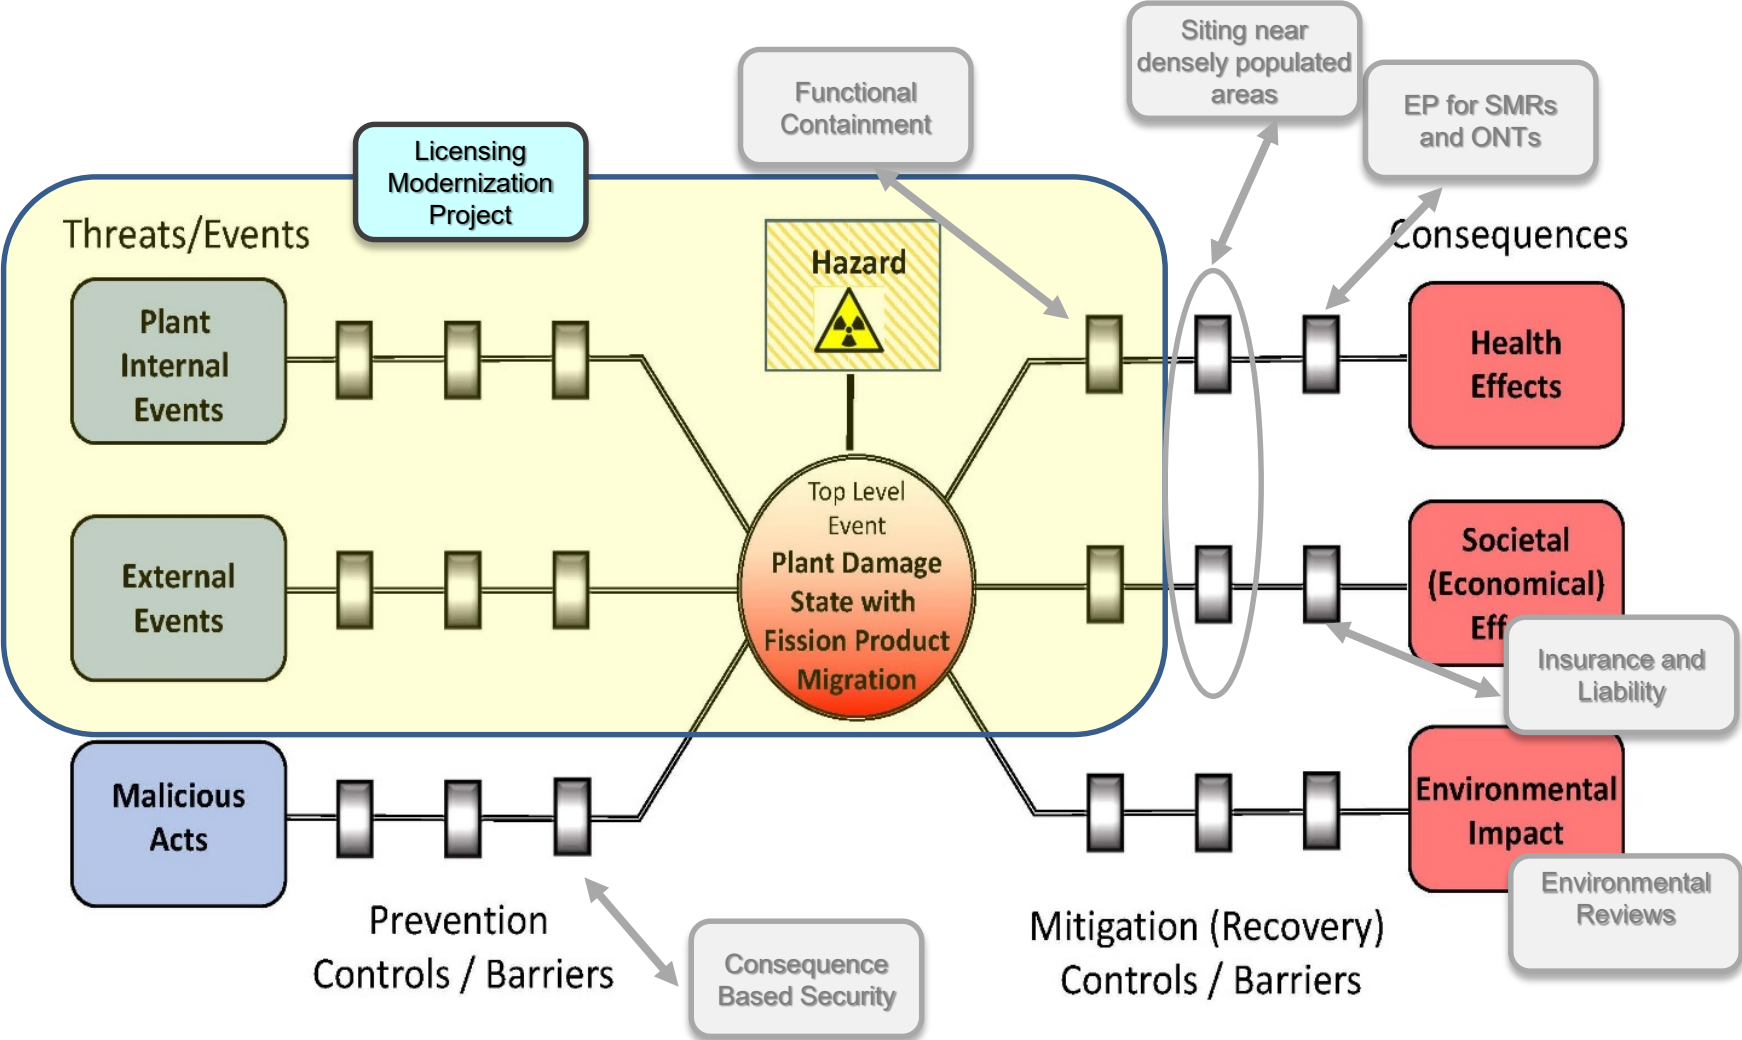 Siting near
densely populated
areas
Functional
Containment
EP for SMRs
and ONTs
Licensing
Modernization
Project
Threats/Events
Consequences
Hazard
Plant
Internal
Events
Health
Effects
Top Level
Event
Plant Damage
State with
Fission Product
Migration
External
Events
Societal
(Economical)
Eff
Insurance and
Liability
Malicious
Acts
Environmental
Impact
Environmental
Reviews
Prevention
Controls / Barriers
Mitigation (Recovery)
Controls / Barriers
Consequence
Based Security